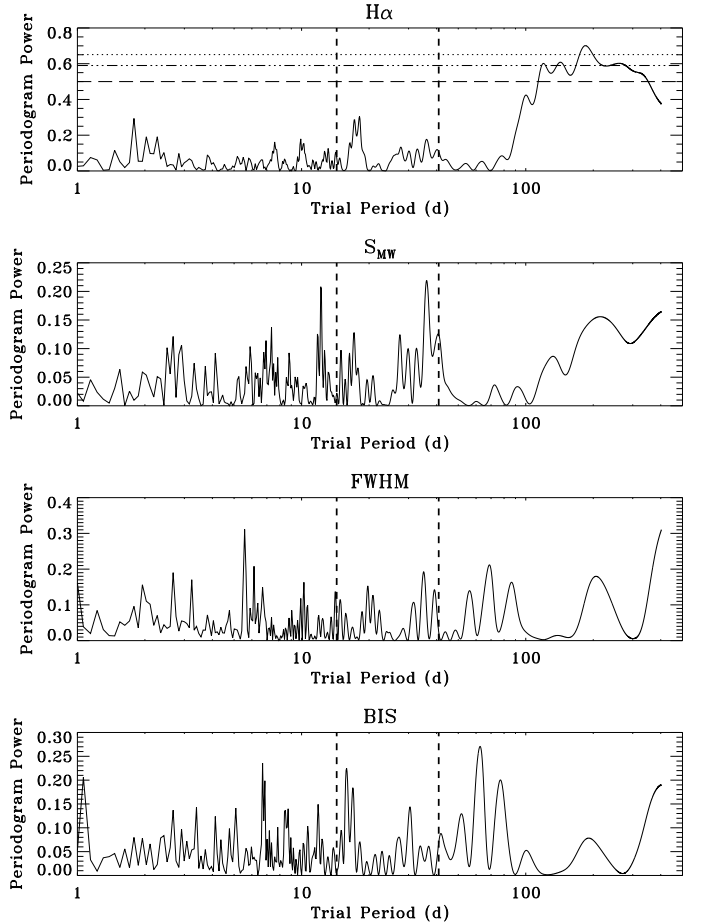 Hα
Periodogram Power
0.8
0.6
0.4
0.2
0.0
1 10 100
Trial Period (d)
S_MW
Periodogram Power
0.25
0.20
0.15
0.10
0.05
0.00
1 10 100
Trial Period (d)
FWHM
Periodogram Power
0.4
0.3
0.2
0.1
0.0
1 10 100
Trial Period (d)
BIS
Periodogram Power
0.30
0.25
0.20
0.15
0.10
0.05
0.00
1 10 100
Trial Period (d)